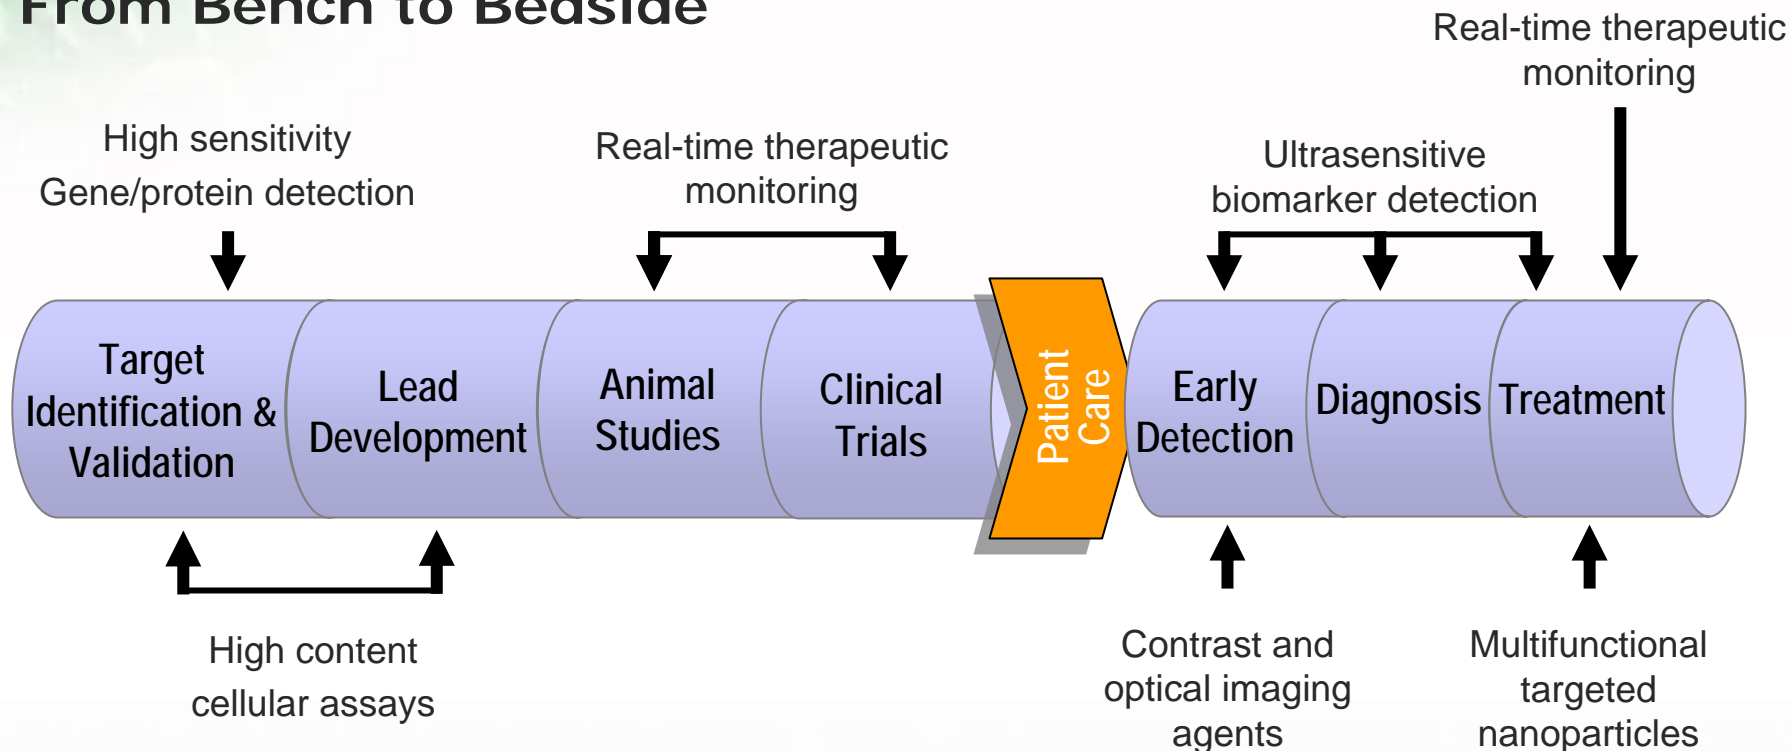 From Bench to Bedside
Real-time therapeutic
monitoring
High sensitivity
Gene/protein detection
Real-time therapeutic
monitoring
Ultrasensitive
biomarker detection
Target
Identification &
Validation
Lead
Development
Animal
Studies
Clinical
Trials
Patient
Care
Early
Detection
Diagnosis
Treatment
High content
cellular assays
Contrast and
optical imaging
agents
Multifunctional
targeted
nanoparticles